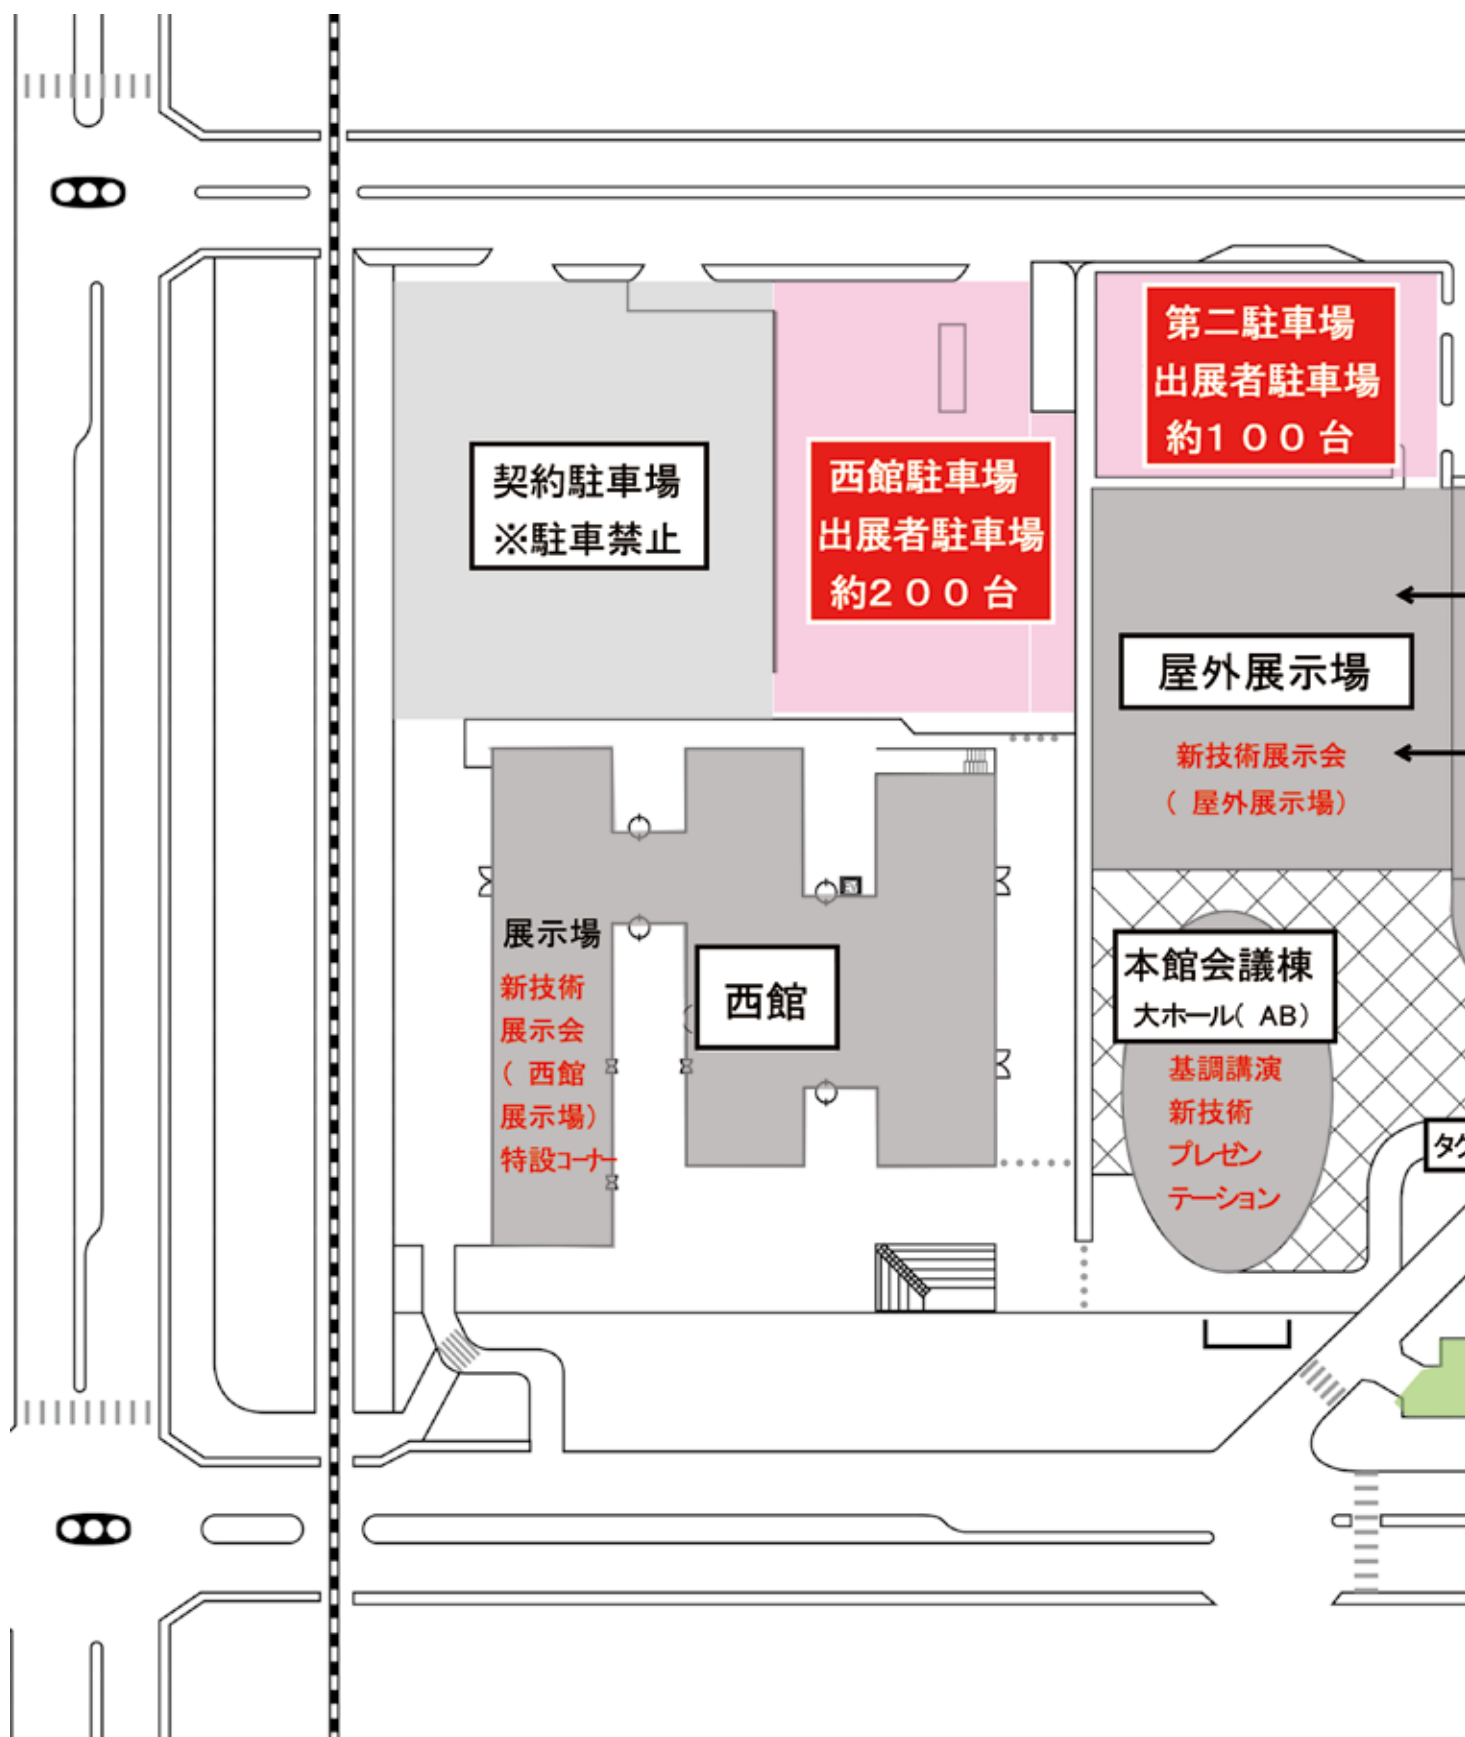 第二駐車場
出展者駐車場
約１００台
契約駐車場
※駐車禁止
西館駐車場
出展者駐車場
約２００台
屋外展示場
新技術展示会
（屋外展示場）
展示場
新技術
展示会
（西館
展示場）
特設コーナー
西館
本館会議棟
大ホール（AB）
基調講演
新技術
プレゼン
テーション